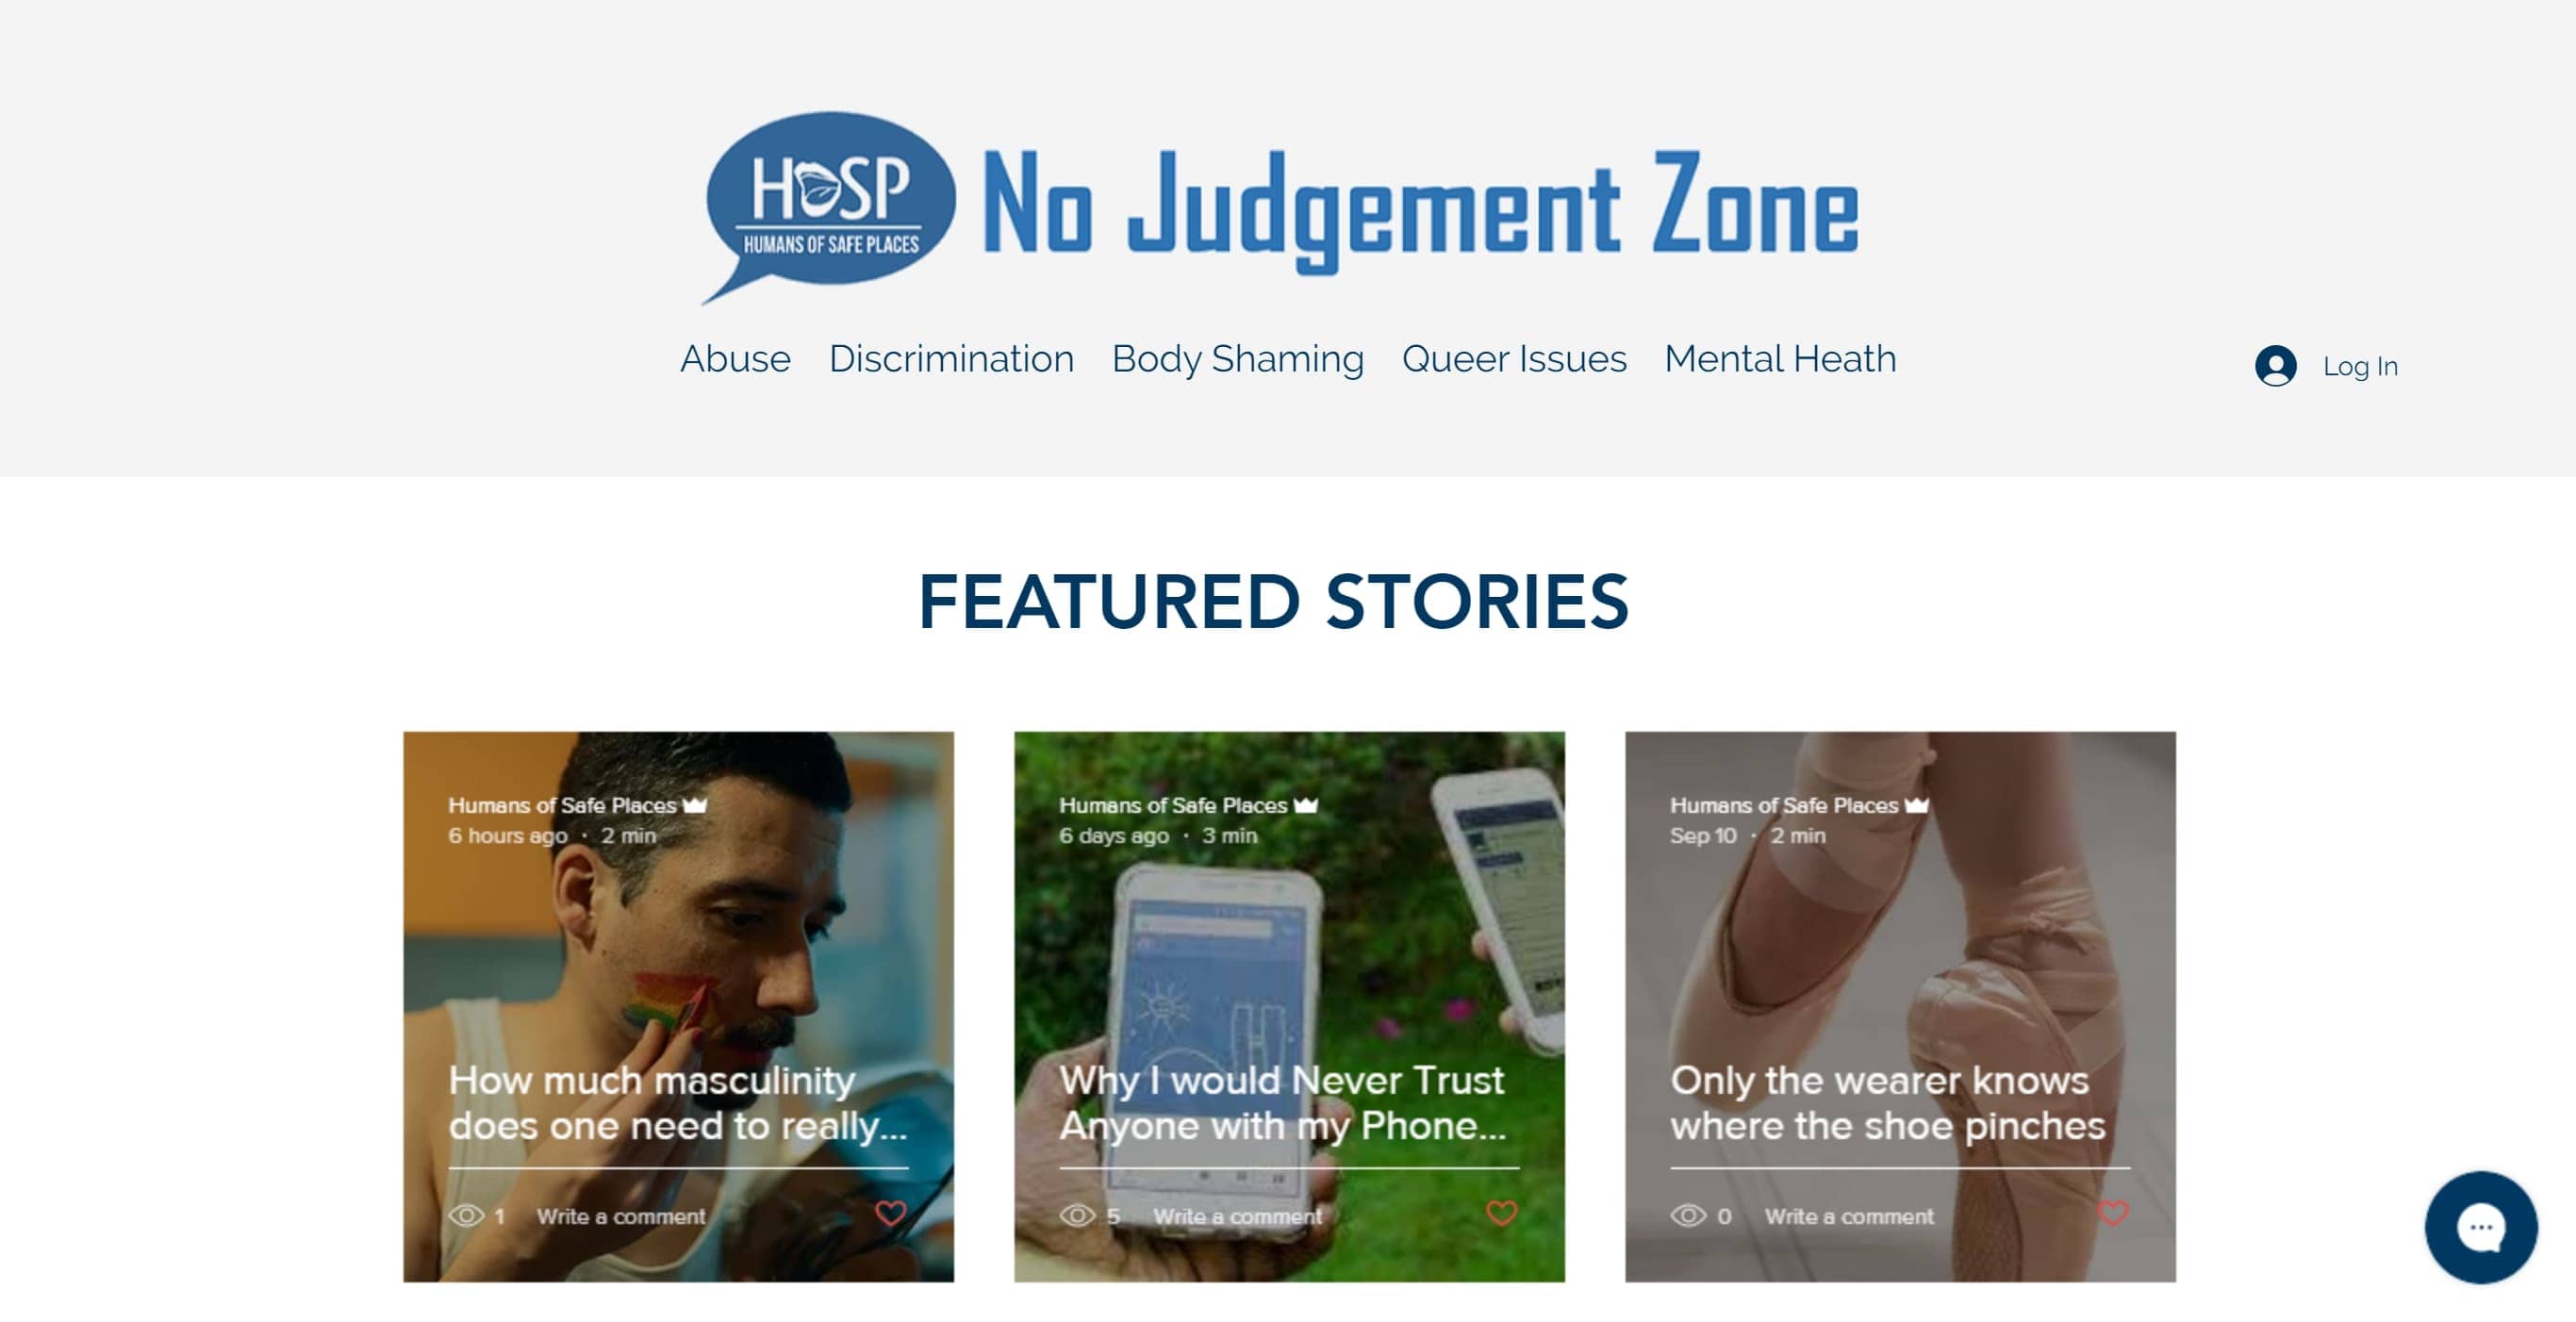 HOSP
HUMANS OF SAFE PLACES
No Judgement Zone
Abuse Discrimination Body Shaming Queer Issues Mental Heath
Log In
FEATURED STORIES
Humans of Safe Places
6 hours ago · 2 min
How much masculinity
does one need to really...
1 Write a comment
Humans of Safe Places
6 days ago · 3 min
Why I would Never Trust
Anyone with my Phone...
5 Write a comment
Humans of Safe Places
Sep 10 · 2 min
Only the wearer knows
where the shoe pinches
0 Write a comment